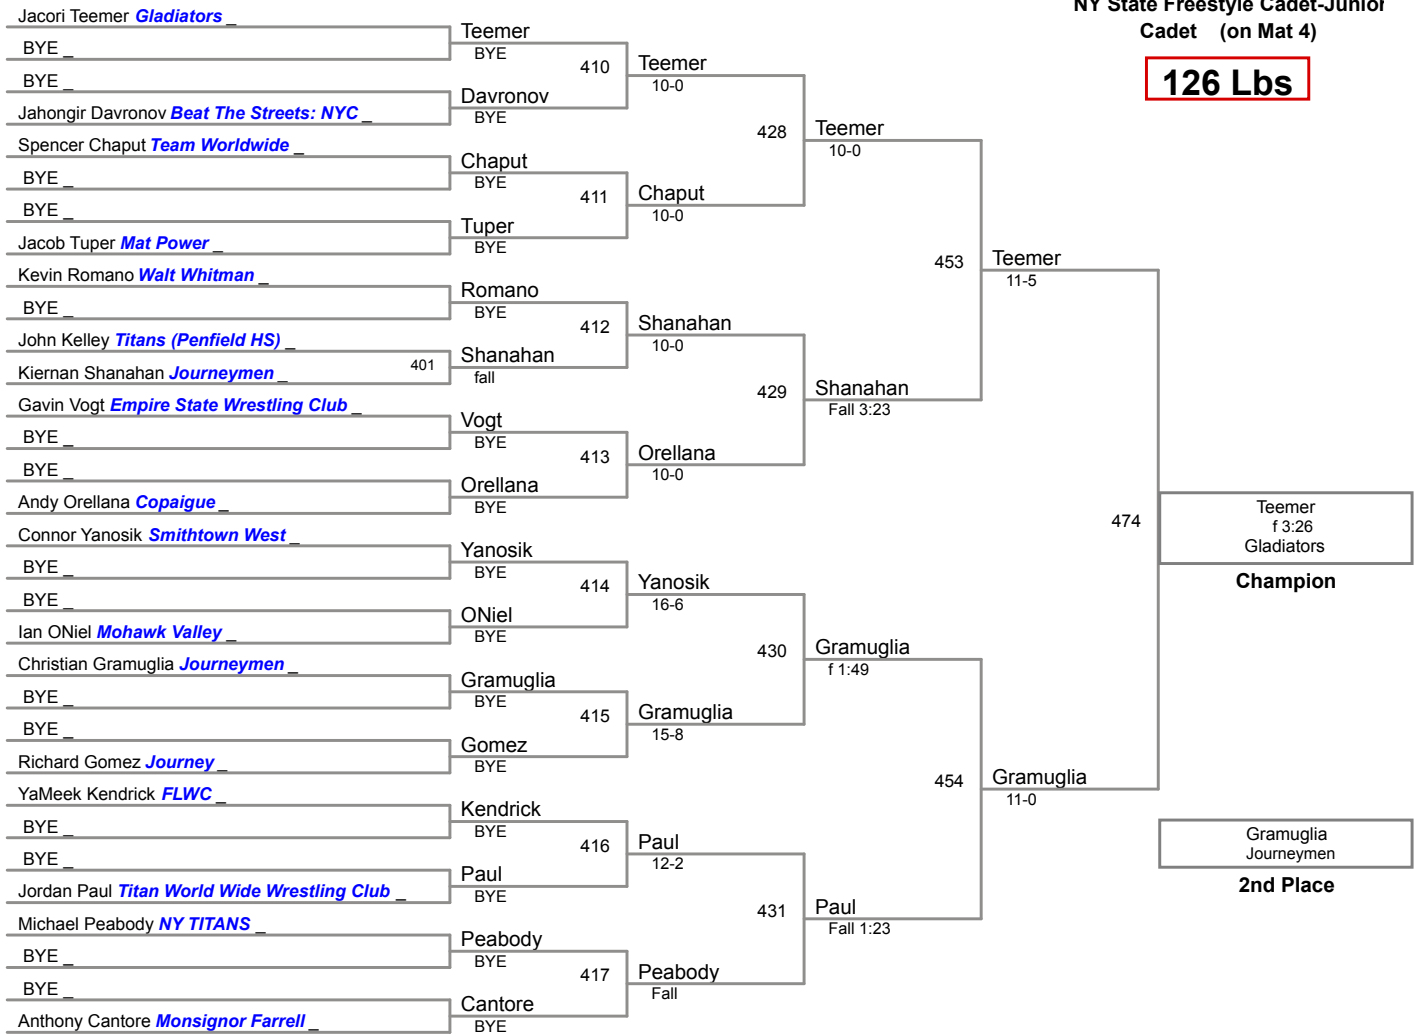 NY State Freestyle Cadet-Junior
Cadet (on Mat 4)
126 Lbs
Jacori Teemer Gladiators _
BYE _
BYE _
Jahongir Davronov Beat The Streets: NYC _
Spencer Chaput Team Worldwide _
BYE _
BYE _
Jacob Tuper Mat Power _
Kevin Romano Walt Whitman _
BYE _
John Kelley Titans (Penfield HS) _
Kiernan Shanahan Journeymen _
Gavin Vogt Empire State Wrestling Club _
BYE _
BYE _
Andy Orellana Copaigue _
Connor Yanosik Smithtown West _
BYE _
BYE _
Ian ONiel Mohawk Valley _
Christian Gramuglia Journeymen _
BYE _
BYE _
Richard Gomez Journey _
YaMeek Kendrick FLWC _
BYE _
BYE _
Jordan Paul Titan World Wide Wrestling Club _
Michael Peabody NY TITANS _
BYE _
BYE _
Anthony Cantore Monsignor Farrell _
401
Teemer
BYE
Davronov
BYE
Chaput
BYE
Tuper
BYE
Romano
BYE
Shanahan
fall
Vogt
BYE
Orellana
BYE
Yanosik
BYE
ONiel
BYE
Gramuglia
BYE
Gomez
BYE
Kendrick
BYE
Paul
BYE
Peabody
BYE
Cantore
BYE
410
411
412
413
414
415
416
417
Teemer
10-0
Chaput
10-0
Shanahan
10-0
Orellana
10-0
Yanosik
16-6
Gramuglia
15-8
Paul
12-2
Peabody
Fall
428
429
430
431
Teemer
10-0
Shanahan
Fall 3:23
Gramuglia
f 1:49
Paul
Fall 1:23
453
454
Teemer
11-5
Gramuglia
11-0
474
Teemer
f 3:26
Gladiators
Champion
Gramuglia
Journeymen
2nd Place